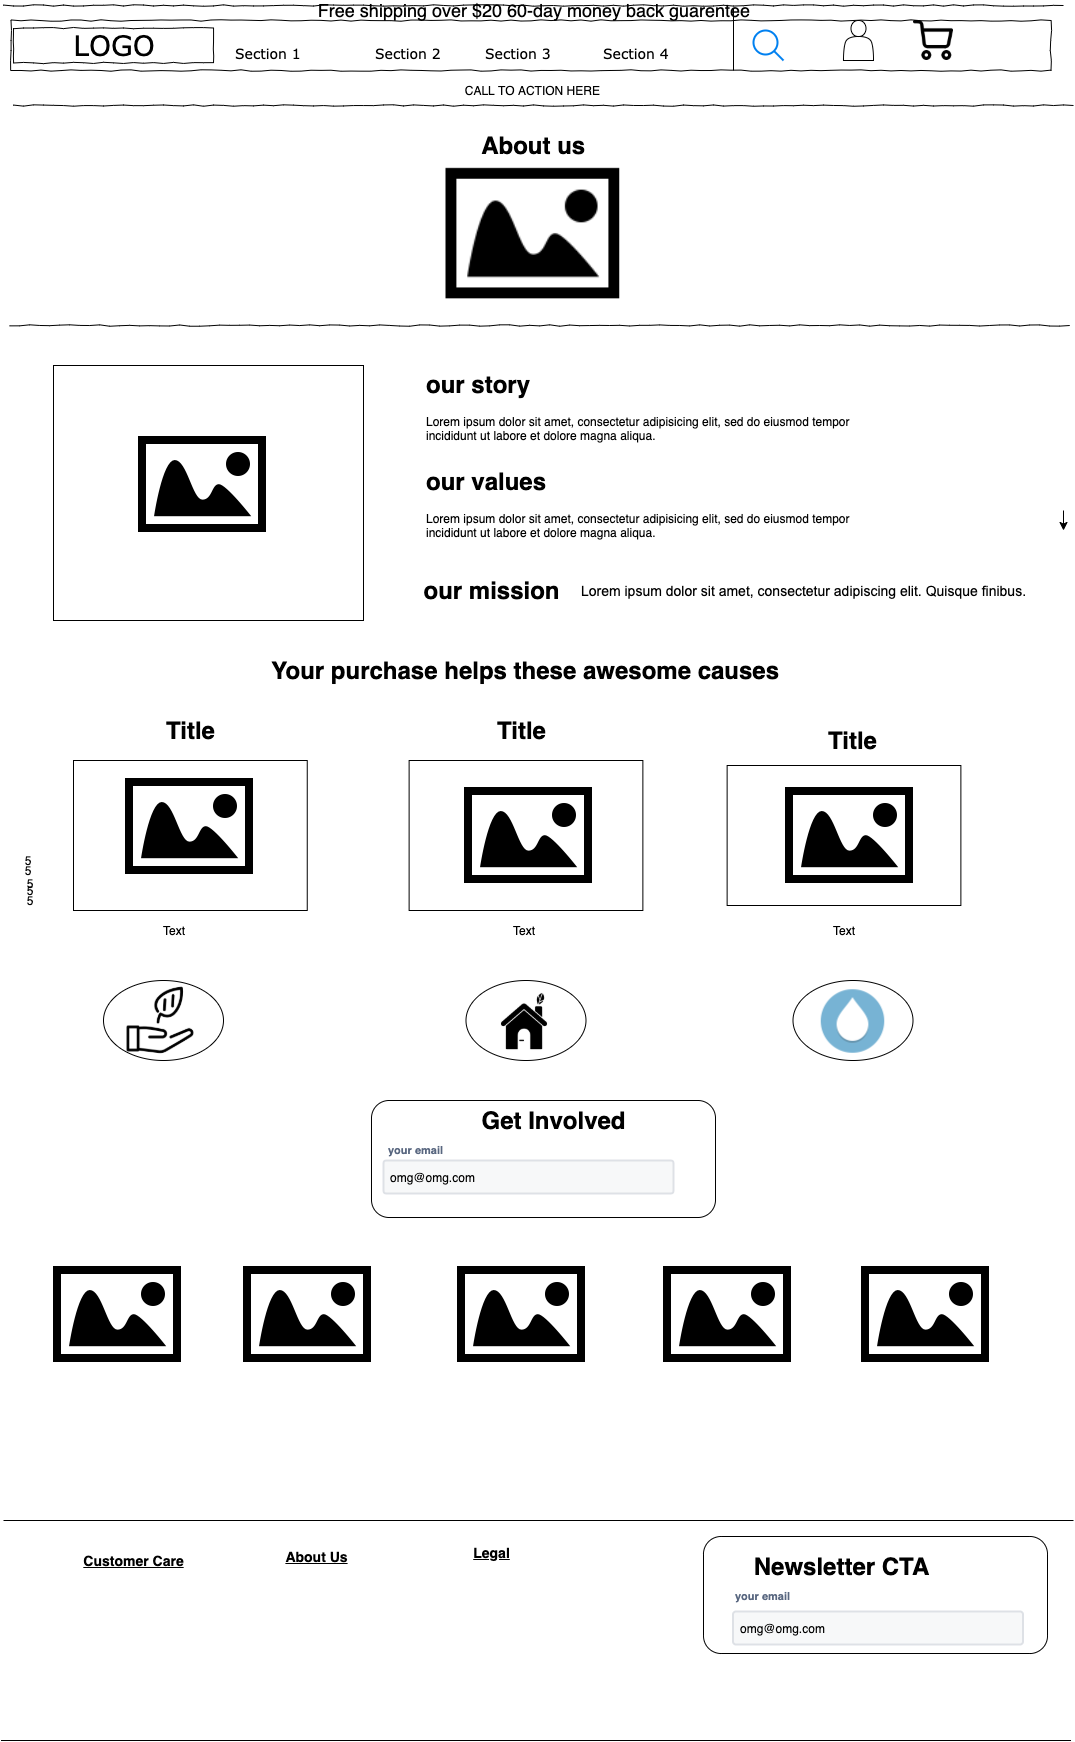 Free shipping over $20 60-day money back guarentee
LOGO
Section 1
Section 2
Section 3
Section 4
CALL TO ACTION HERE
About us
our story
Lorem ipsum dolor sit amet, consectetur adipisicing elit, sed do eiusmod tempor
incididunt ut labore et dolore magna aliqua.
our values
Lorem ipsum dolor sit amet, consectetur adipisicing elit, sed do eiusmod tempor
incididunt ut labore et dolore magna aliqua.
our mission
Lorem ipsum dolor sit amet, consectetur adipiscing elit. Quisque finibus.
Your purchase helps these awesome causes
Title
Title
Title
5
5
5
5
5
Text
Text
Text
Get Involved
your email
omg@omg.com
Customer Care
About Us
Legal
Newsletter CTA
your email
omg@omg.com